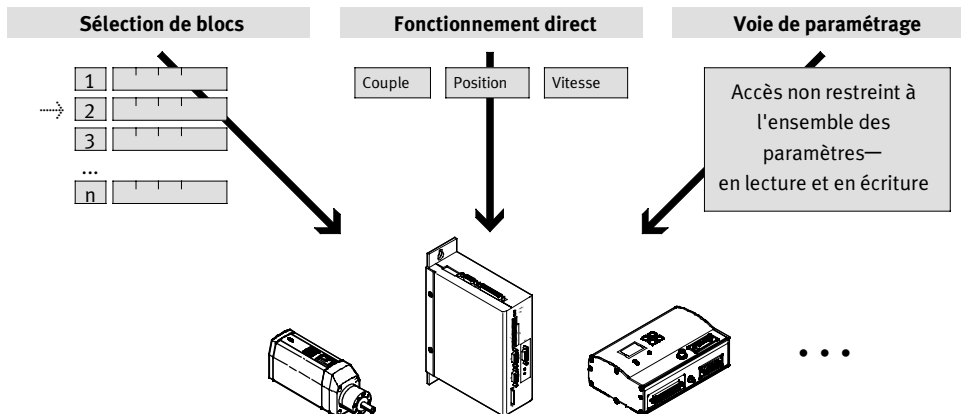 Sélection de blocs
Fonctionnement direct
Voie de paramétrage
1
2
3
...
n
Couple
Position
Vitesse
Accès non restreint à
l'ensemble des
paramètres—
en lecture et en écriture
• • •